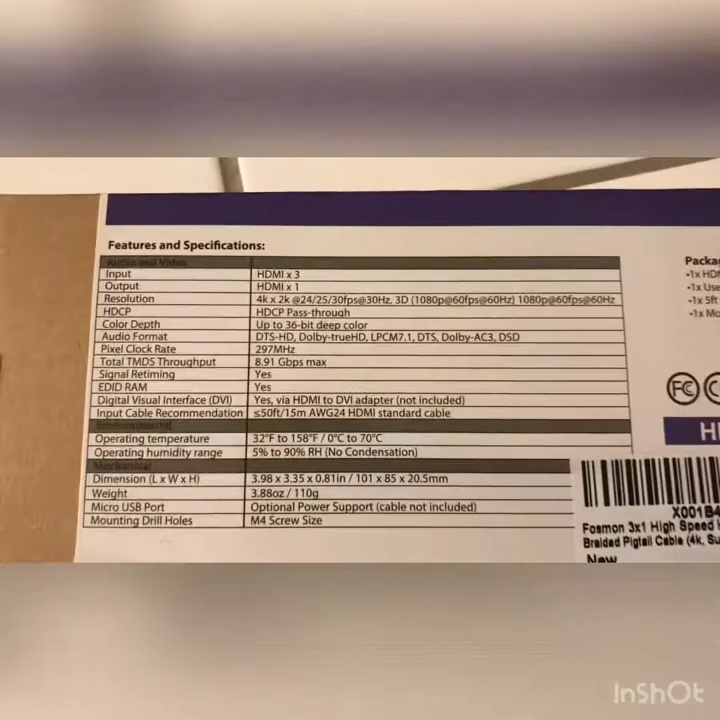 Features and Specifications:
Audio and Video
Input HDMI x 3
Output HDMI x 1
Resolution 4k x 2k @24/25/30fps@30Hz, 3D (1080p@60fps@60Hz) 1080p@60fps@60Hz
HDCP HDCP Pass-through
Color Depth Up to 36-bit deep color
Audio Format DTS-HD, Dolby-trueHD, LPCM7.1, DTS, Dolby-AC3, DSD
Pixel Clock Rate 297MHz
Total TMDS Throughput 8.91 Gbps max
Signal Retiming Yes
EDID RAM Yes
Digital Visual Interface (DVI) Yes, via HDMI to DVI adapter (not included)
Input Cable Recommendation ≤50ft/15m AWG24 HDMI standard cable
Environmental
Operating temperature 32°F to 158°F / 0°C to 70°C
Operating humidity range 5% to 90% RH (No Condensation)
Mechanical
Dimension (L x W x H) 3.98 x 3.35 x 0.81in / 101 x 85 x 20.5mm
Weight 3.88oz / 110g
Micro USB Port Optional Power Support (cable not included)
Mounting Drill Holes M4 Screw Size
Packag
•1x HDM
•1x Use
•1x 5ft
•1x Mo
FC
H
X001B4
Fosmon 3x1 High Speed H
Braided Pigtail Cable (4k, Su
New
InShOt